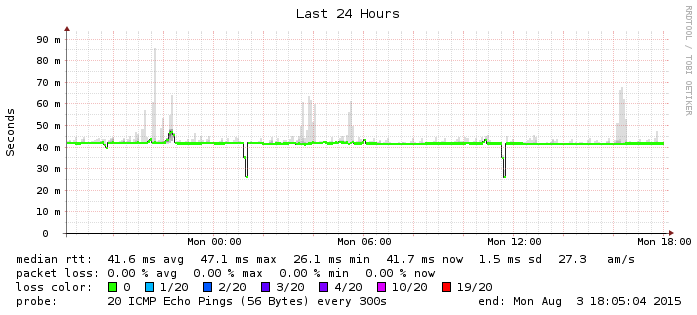 Last 24 Hours
RRDTOOL / TOBI OETIKER
Seconds
90 m
80 m
70 m
60 m
50 m
40 m
30 m
20 m
10 m
0
Mon 00:00 Mon 06:00 Mon 12:00 Mon 18:00
median rtt: 41.6 ms avg 47.1 ms max 26.1 ms min 41.7 ms now 1.5 ms sd 27.3 am/s
packet loss: 0.00 % avg 0.00 % max 0.00 % min 0.00 % now
loss color: 0 1/20 2/20 3/20 4/20 10/20 19/20
probe: 20 ICMP Echo Pings (56 Bytes) every 300s end: Mon Aug 3 18:05:04 2015